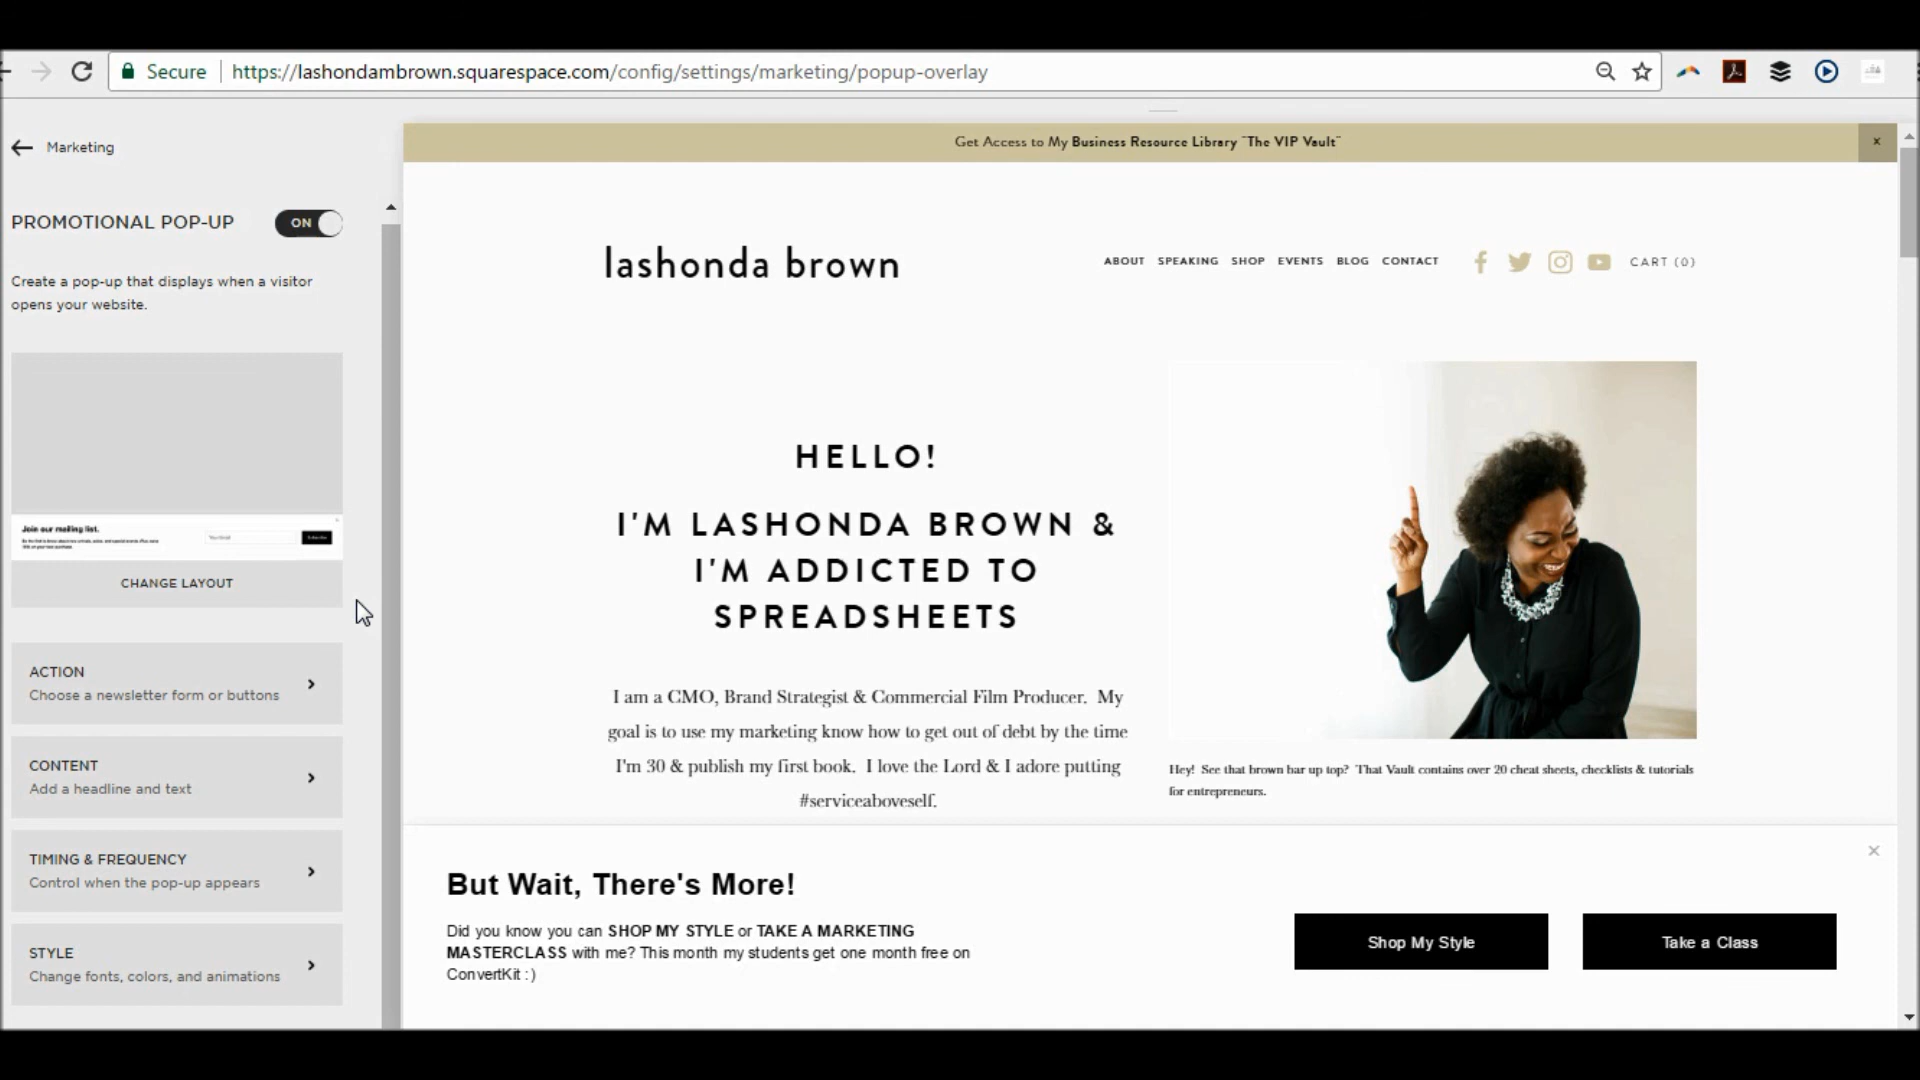 Secure
https://lashondambrown.squarespace.com/config/settings/marketing/popup-overlay
Marketing
PROMOTIONAL POP-UP
ON
Create a pop-up that displays when a visitor
opens your website.
Join our mailing list.
CHANGE LAYOUT
ACTION
Choose a newsletter form or buttons
CONTENT
Add a headline and text
TIMING & FREQUENCY
Control when the pop-up appears
STYLE
Change fonts, colors, and animations
Get Access to My Business Resource Library "The VIP Vault"
x
lashonda brown
ABOUT SPEAKING SHOP EVENTS BLOG CONTACT
CART (0)
HELLO!
I'M LASHONDA BROWN &
I'M ADDICTED TO
SPREADSHEETS
I am a CMO, Brand Strategist & Commercial Film Producer. My
goal is to use my marketing know how to get out of debt by the time
I'm 30 & publish my first book. I love the Lord & I adore putting
#serviceaboveself.
Hey! See that brown bar up top? That Vault contains over 20 cheat sheets, checklists & tutorials
for entrepreneurs.
But Wait, There's More!
Did you know you can SHOP MY STYLE or TAKE A MARKETING
MASTERCLASS with me? This month my students get one month free on
ConvertKit :)
Shop My Style
Take a Class